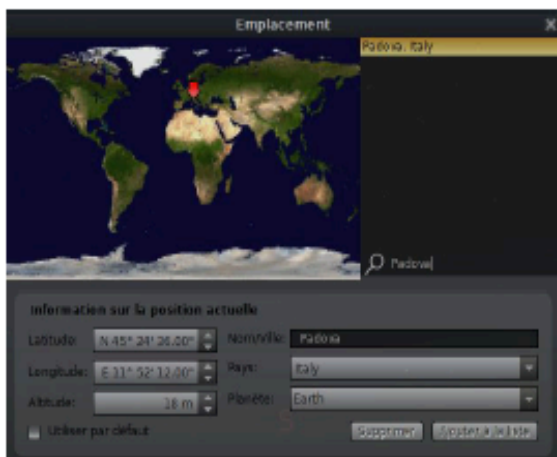 Emplacement X
Padova, Italy
Padova
Information sur la position actuelle
Latitude: N 45° 24' 36.00" Nom/Ville: Padova
Longitude: E 11° 52' 12.00" Pays: Italy
Altitude: 18 m Planète: Earth
Utiliser par défaut Supprimer Ajouter à la liste